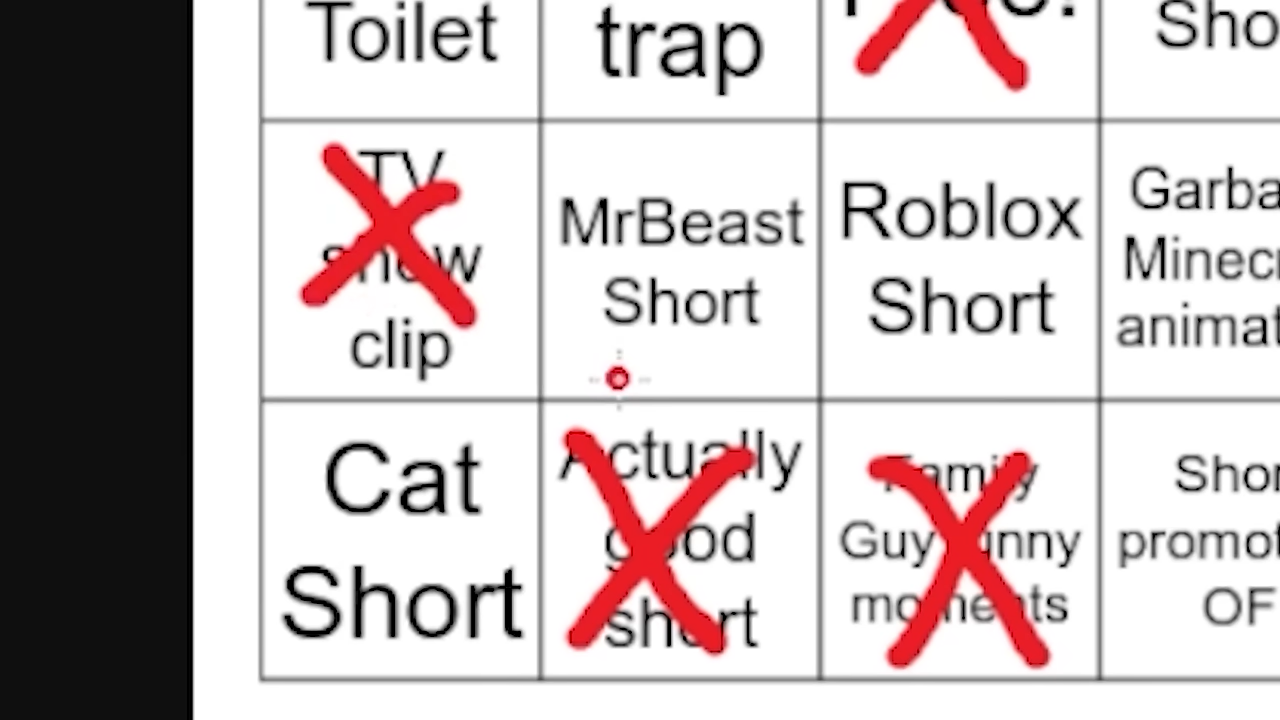 Toilet
trap
Sho
TV
show
clip
MrBeast
Short
Roblox
Short
Garba
Minecr
animat
Cat
Short
Actually
good
short
Family
Guy funny
moments
Shor
promot
OF